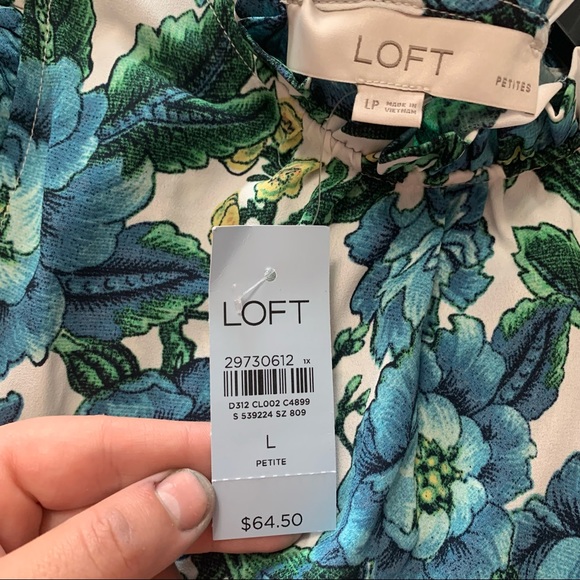 LOFT
PETITES
LP
MADE IN
VIETNAM
LOFT
29730612 1X
D312 CL002 C4899
S 539224 SZ 809
L
PETITE
$64.50